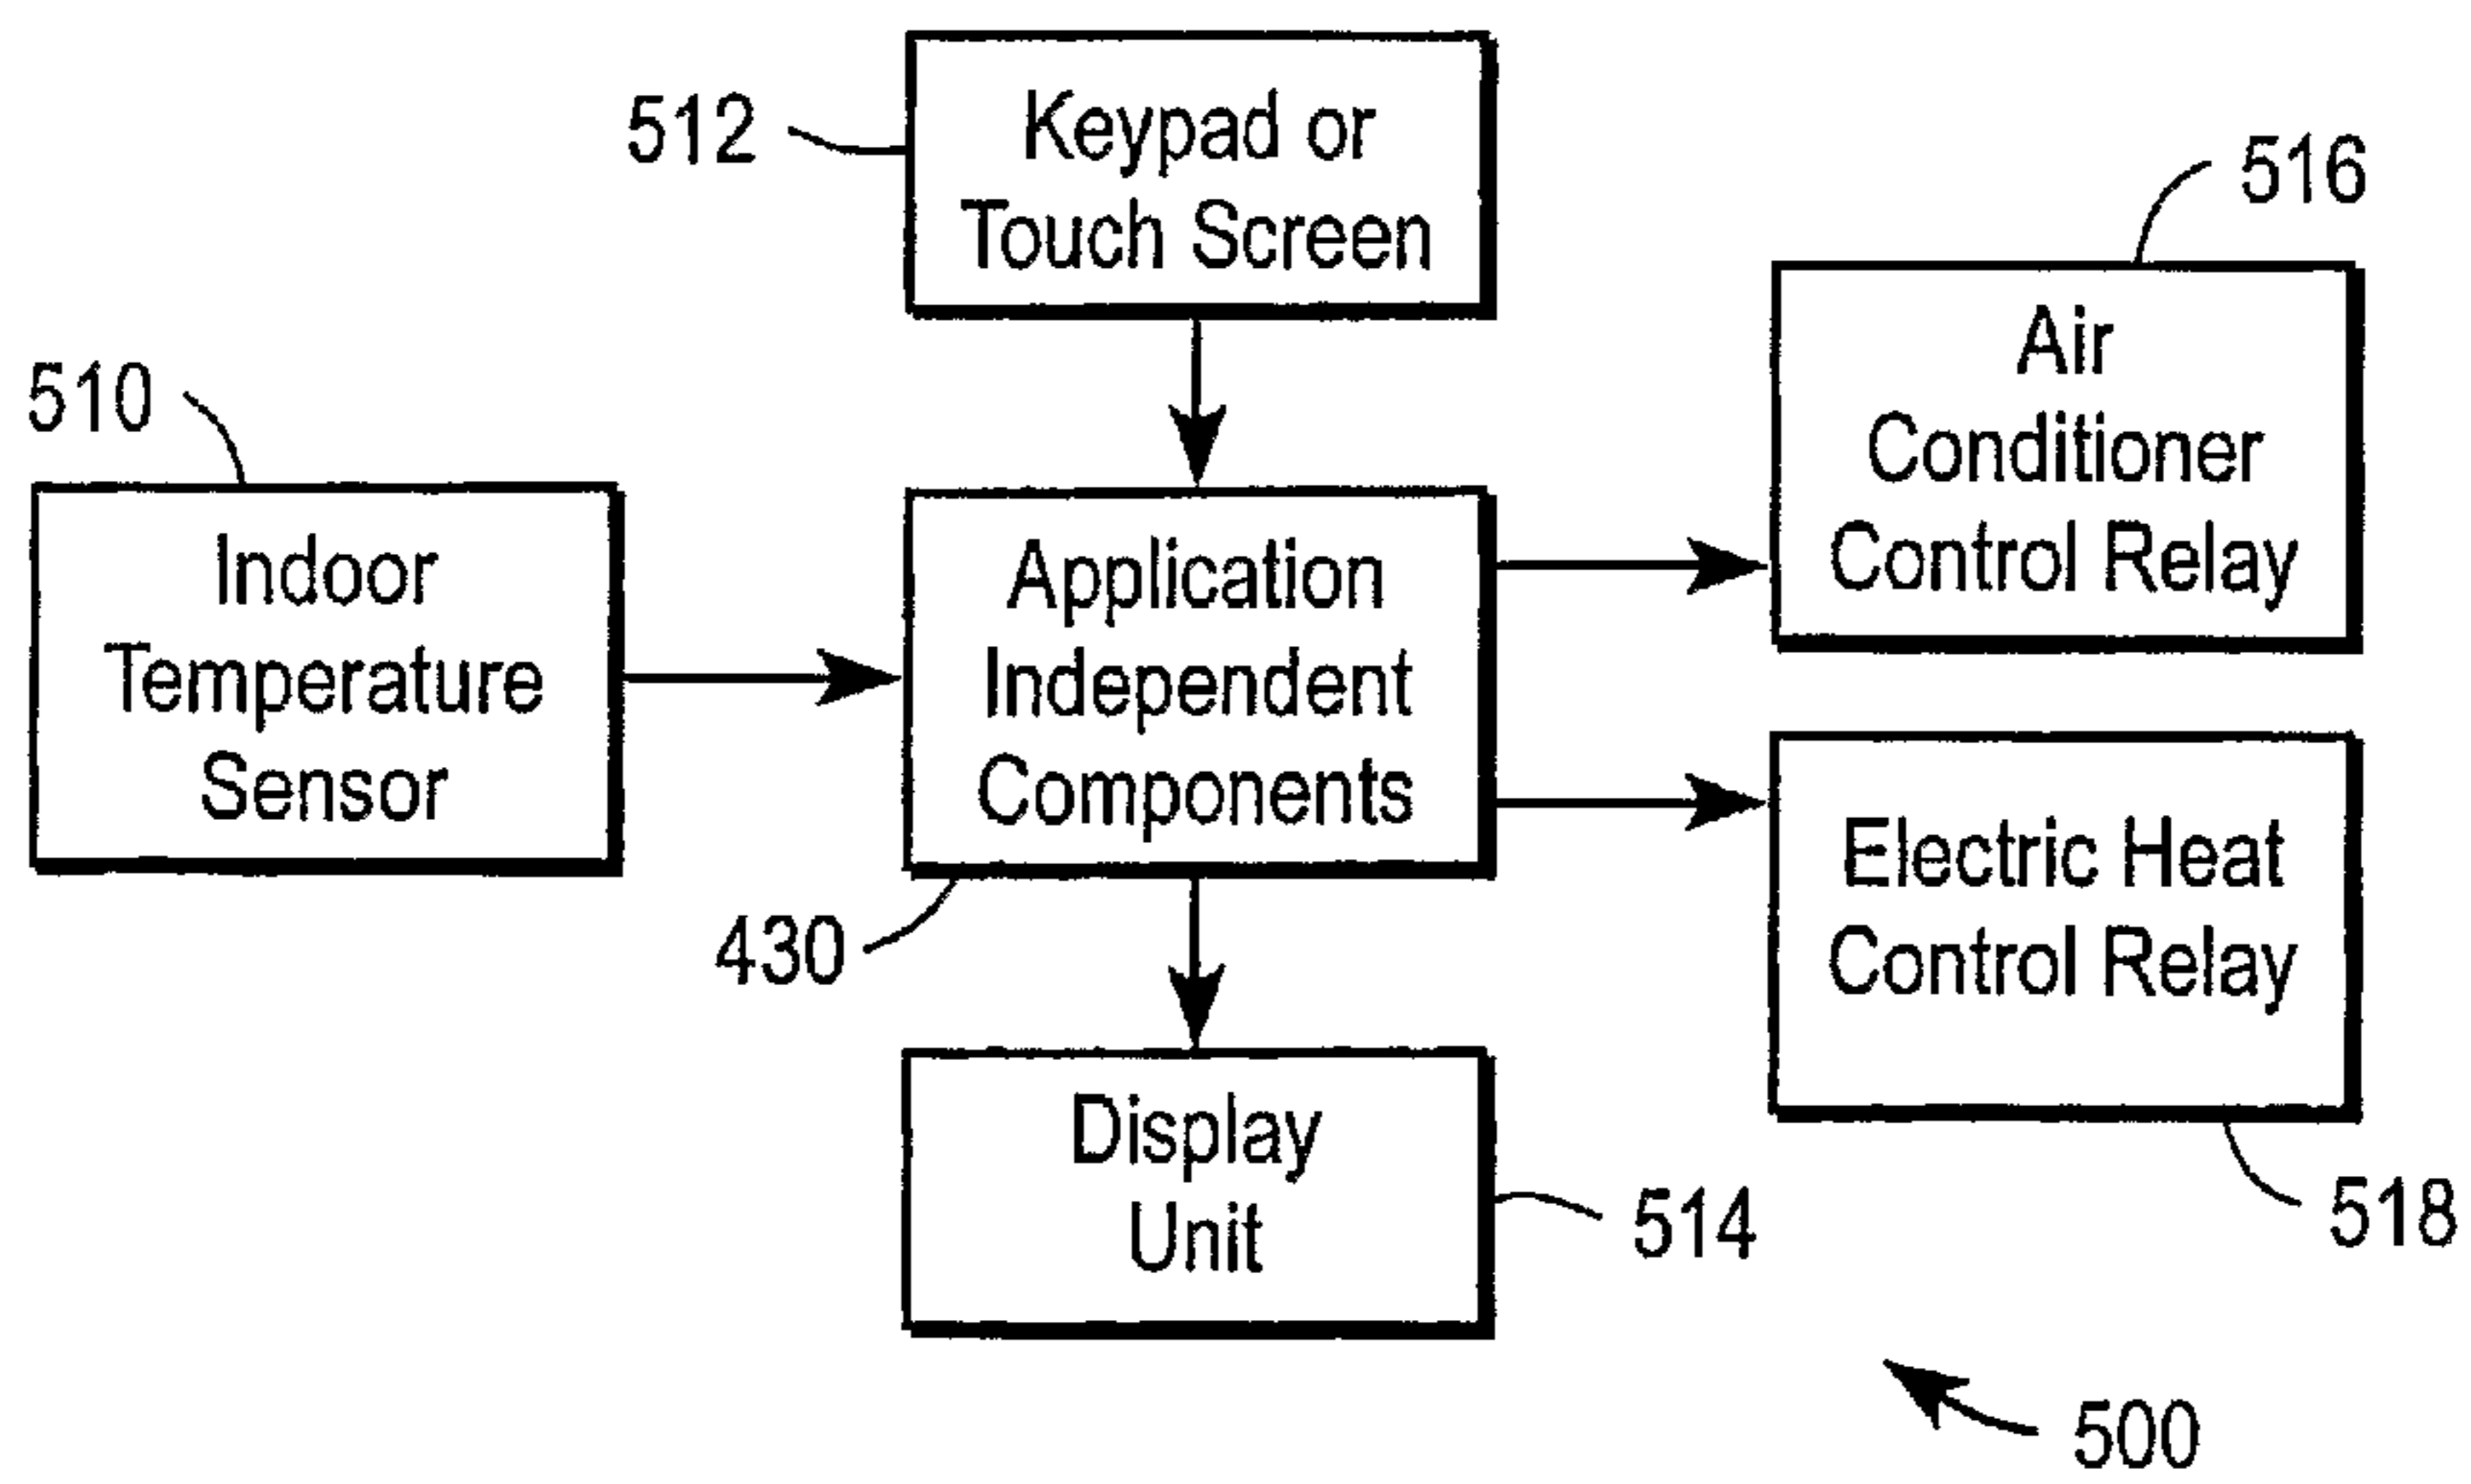 512
Keypad or
Touch Screen
516
Air
Conditioner
Control Relay
510
Indoor
Temperature
Sensor
Application
Independent
Components
430
Electric Heat
Control Relay
518
Display
Unit
514
500